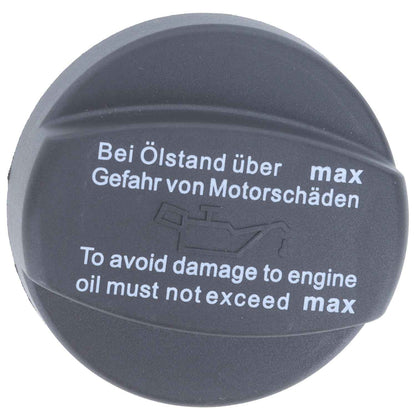 Bei Ölstand über max
Gefahr von Motorschäden
To avoid damage to engine
oil must not exceed max